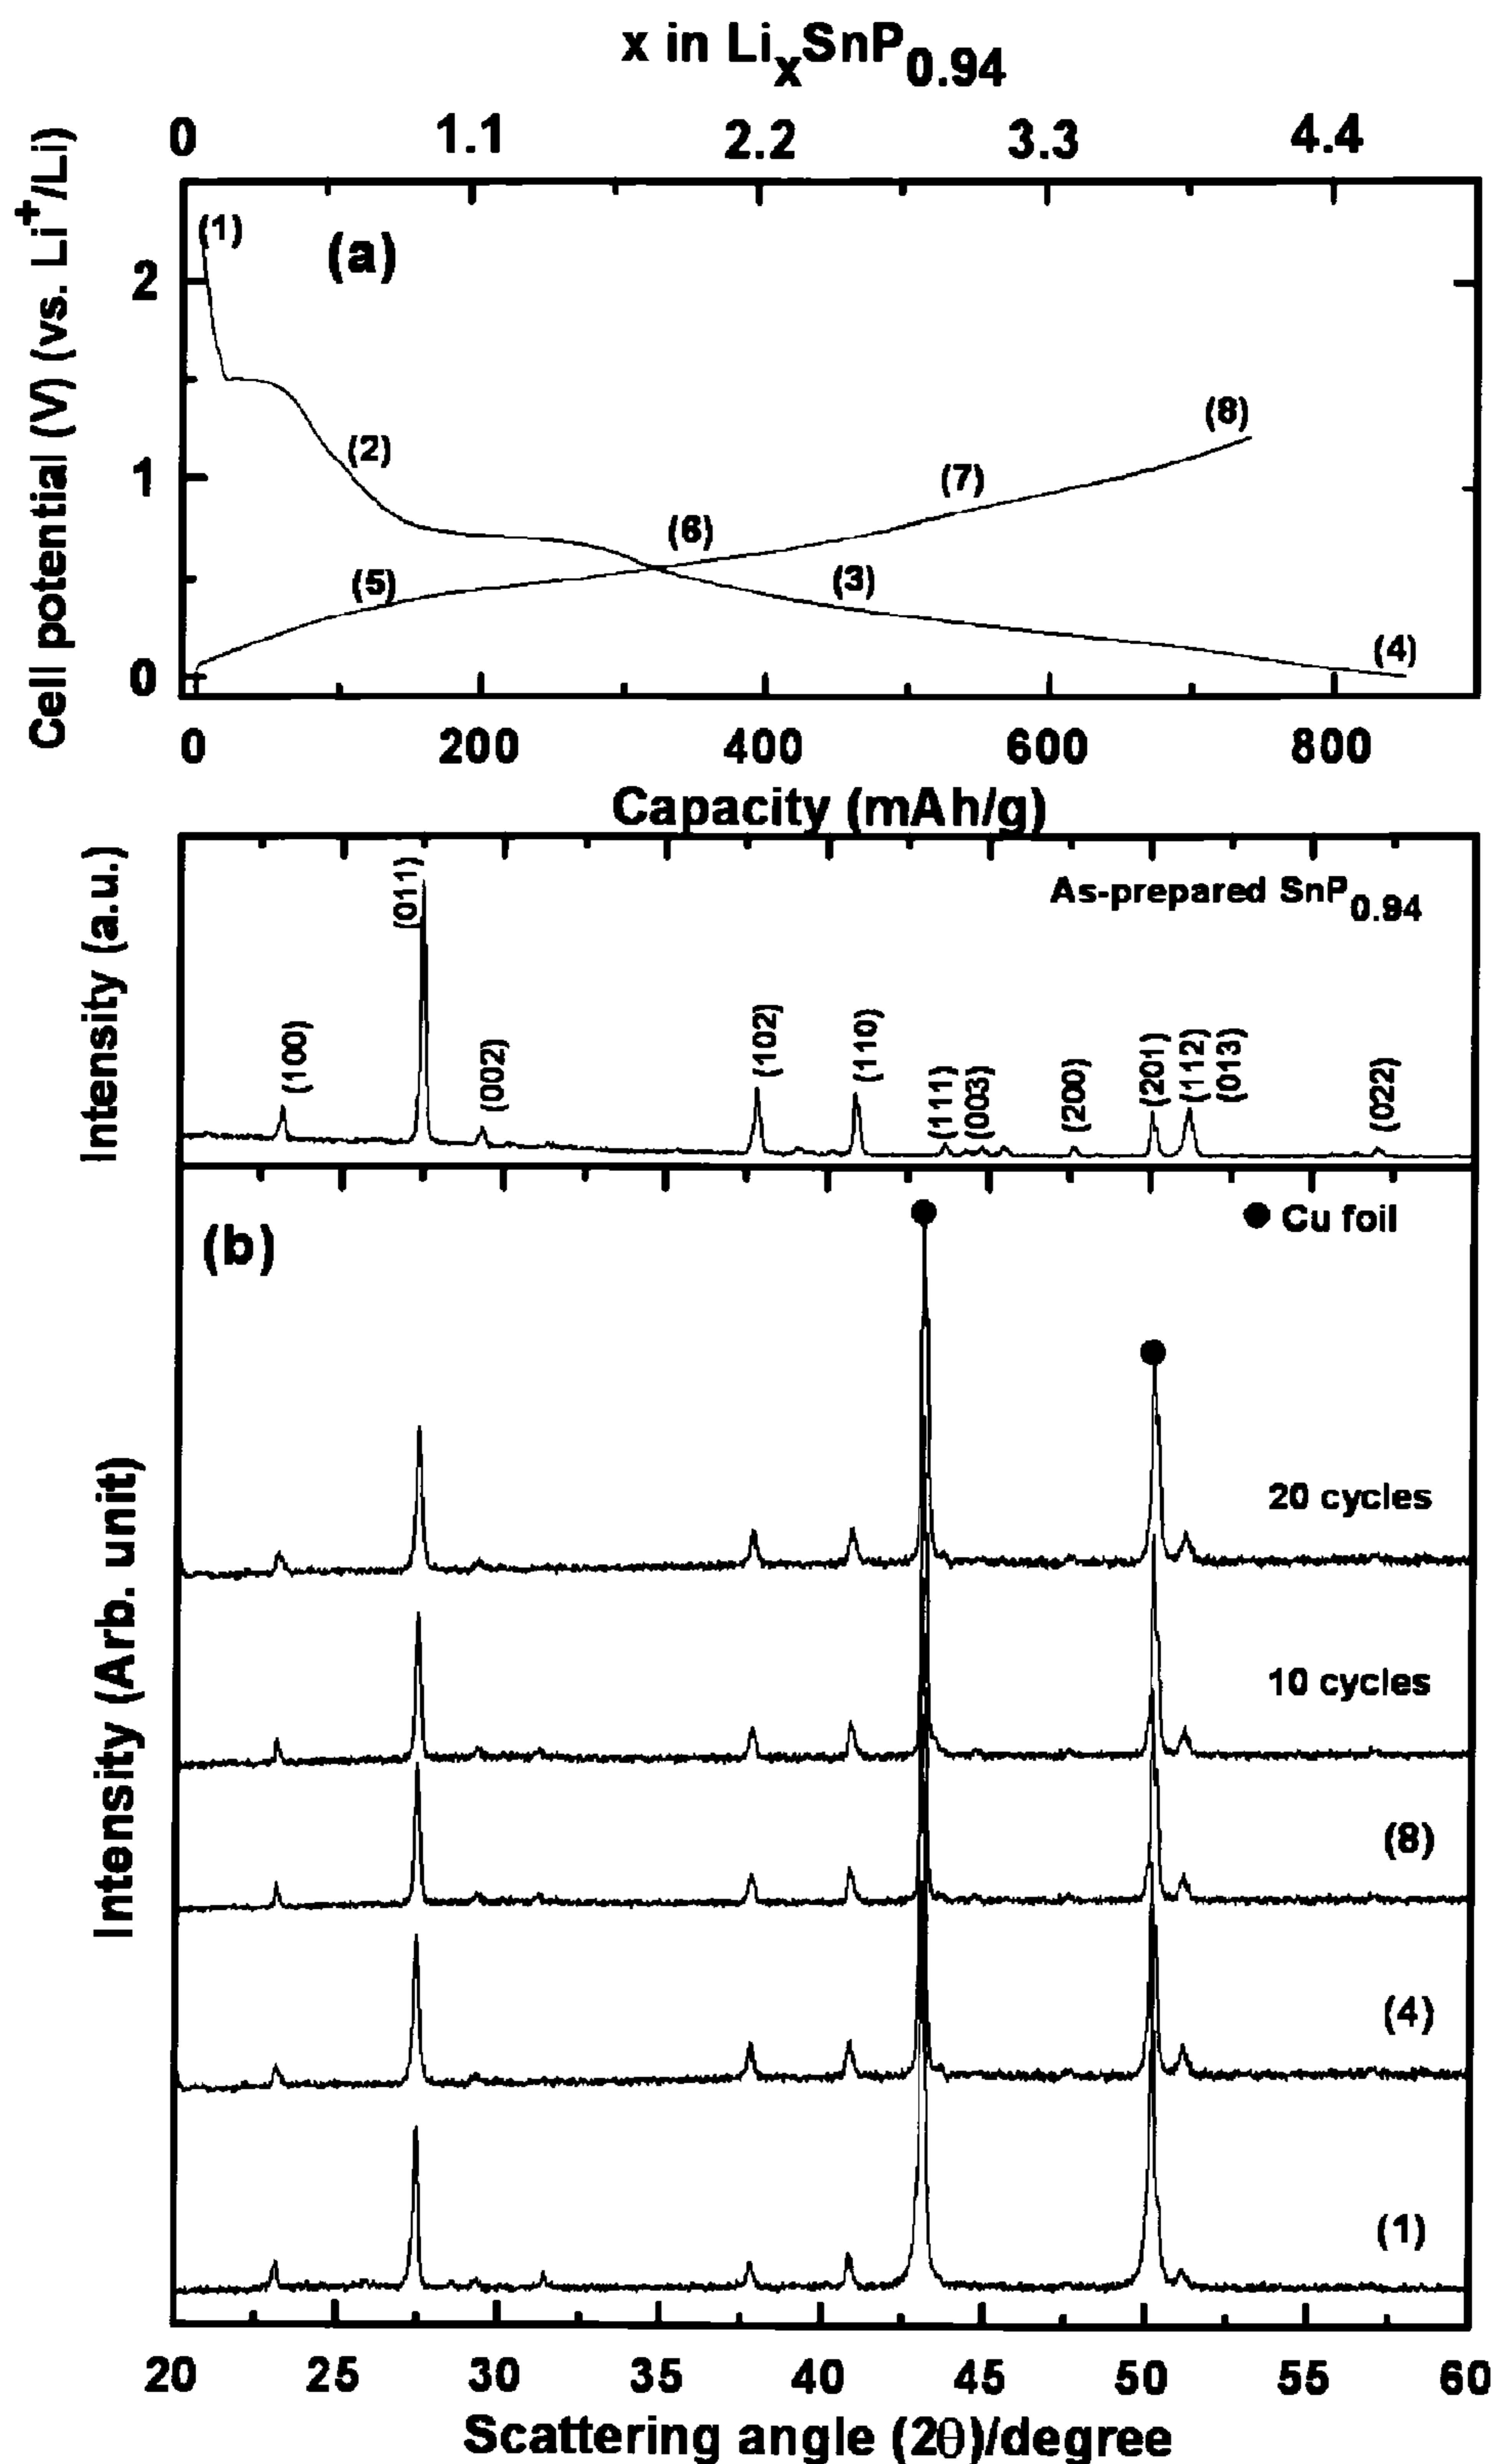 x in LixSnP0.94
0 1.1 2.2 3.3 4.4
Cell potential (V) (vs. Li+/Li)
2
1
0
(a)
(1)
(2)
(3)
(4)
(5)
(6)
(7)
(8)
0 200 400 600 800
Capacity (mAh/g)
Intensity (a.u.)
As-prepared SnP0.94
(100)
(011)
(002)
(102)
(110)
(111)
(003)
(200)
(201)
(112)
(013)
(022)
(b)
● Cu foil
Intensity (Arb. unit)
20 cycles
10 cycles
(8)
(4)
(1)
20 25 30 35 40 45 50 55 60
Scattering angle (2θ)/degree